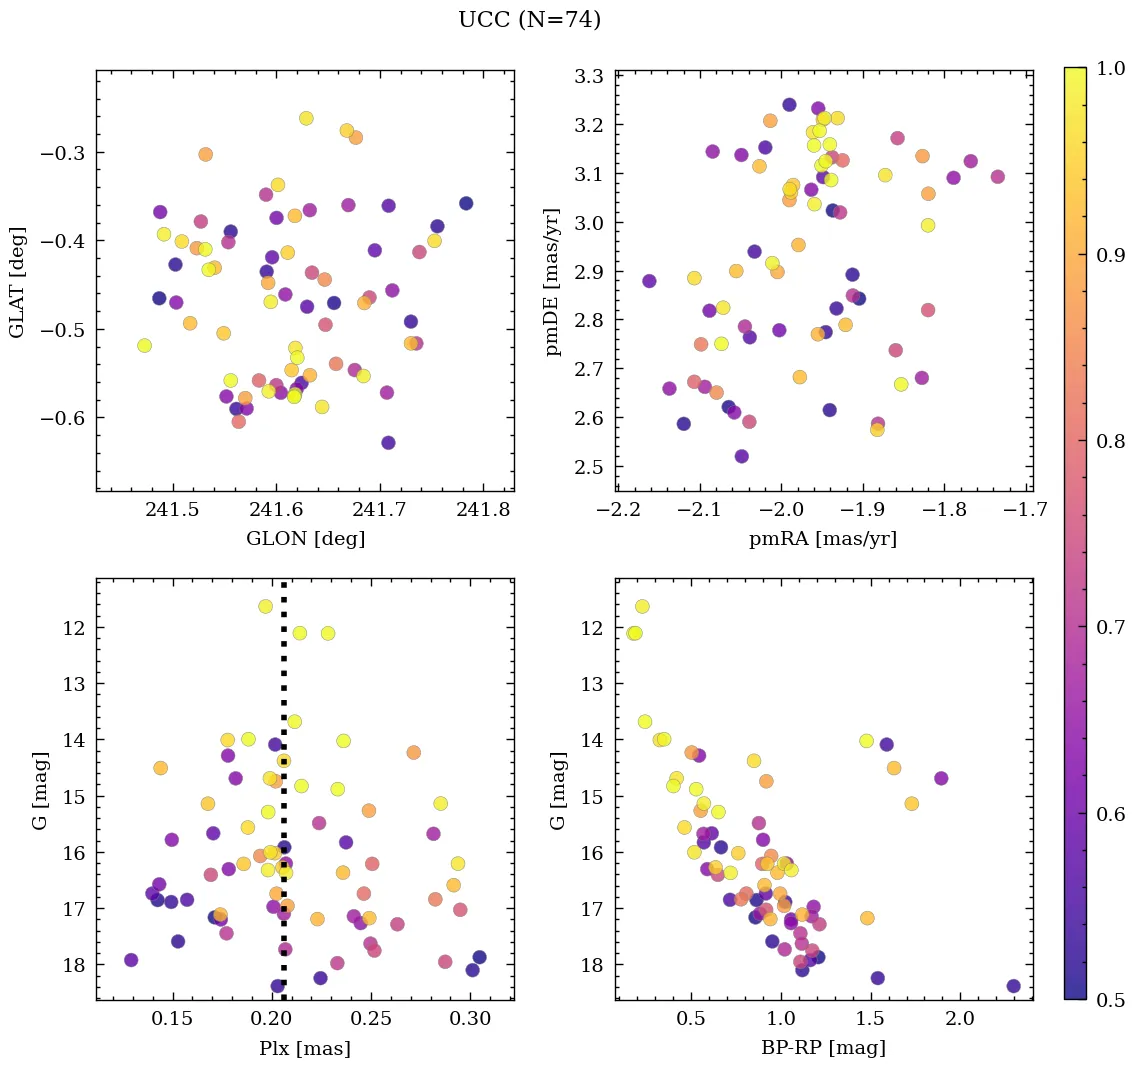 UCC (N=74)
−0.3
−0.4
−0.5
−0.6
GLAT [deg]
241.5 241.6 241.7 241.8
GLON [deg]
3.3
3.2
3.1
3.0
2.9
2.8
2.7
2.6
2.5
pmDE [mas/yr]
−2.2 −2.1 −2.0 −1.9 −1.8 −1.7
pmRA [mas/yr]
12
13
14
15
16
17
18
G [mag]
0.15 0.20 0.25 0.30
Plx [mas]
12
13
14
15
16
17
18
G [mag]
0.5 1.0 1.5 2.0
BP-RP [mag]
1.0
0.9
0.8
0.7
0.6
0.5